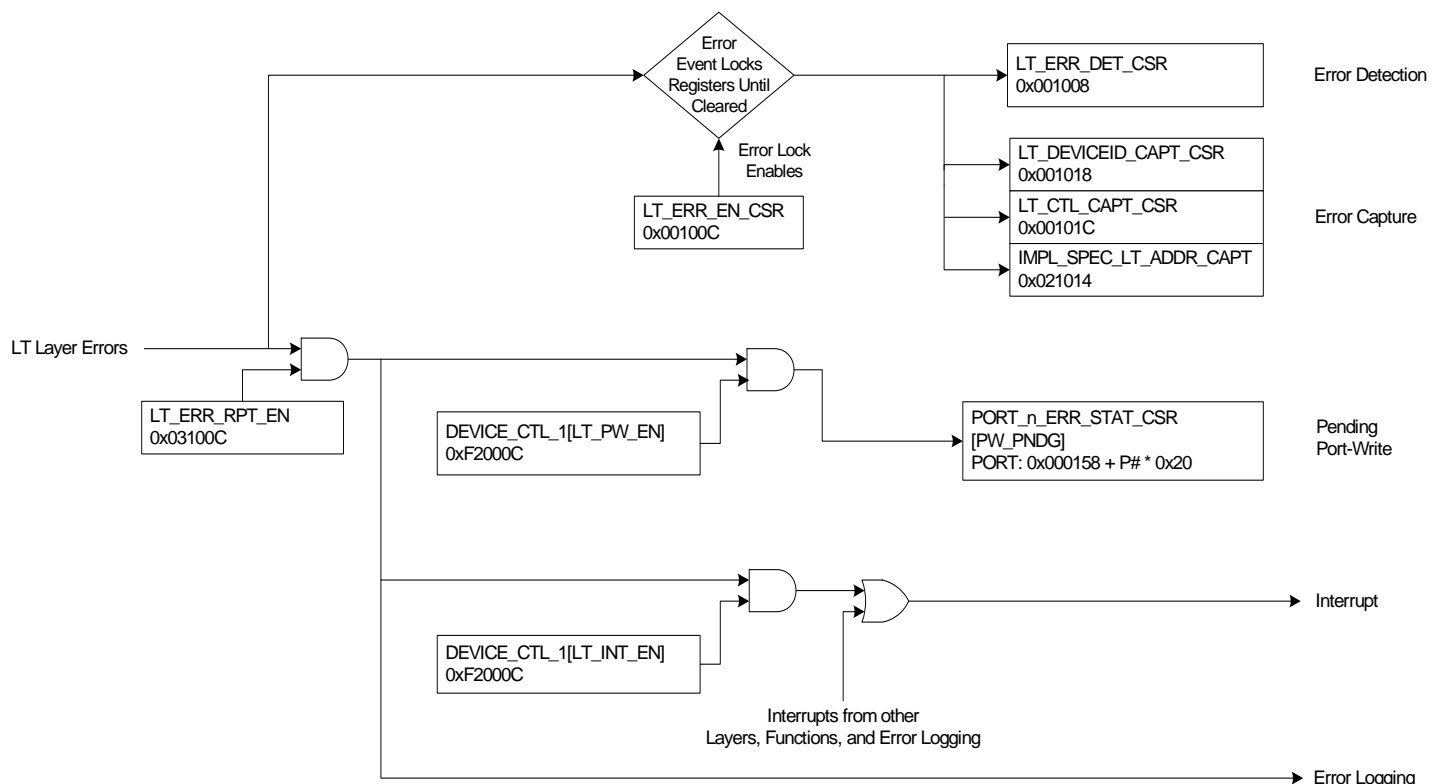 Error
Event Locks
Registers Until
Cleared
LT_ERR_DET_CSR
0x001008
Error Detection
Error Lock
Enables
LT_ERR_EN_CSR
0x00100C
LT_DEVICEID_CAPT_CSR
0x001018
LT_CTL_CAPT_CSR
0x00101C
IMPL_SPEC_LT_ADDR_CAPT
0x021014
Error Capture
LT Layer Errors
LT_ERR_RPT_EN
0x03100C
DEVICE_CTL_1[LT_PW_EN]
0xF2000C
PORT_n_ERR_STAT_CSR
[PW_PNDG]
PORT: 0x000158 + P# * 0x20
Pending
Port-Write
DEVICE_CTL_1[LT_INT_EN]
0xF2000C
Interrupt
Interrupts from other
Layers, Functions, and Error Logging
Error Logging